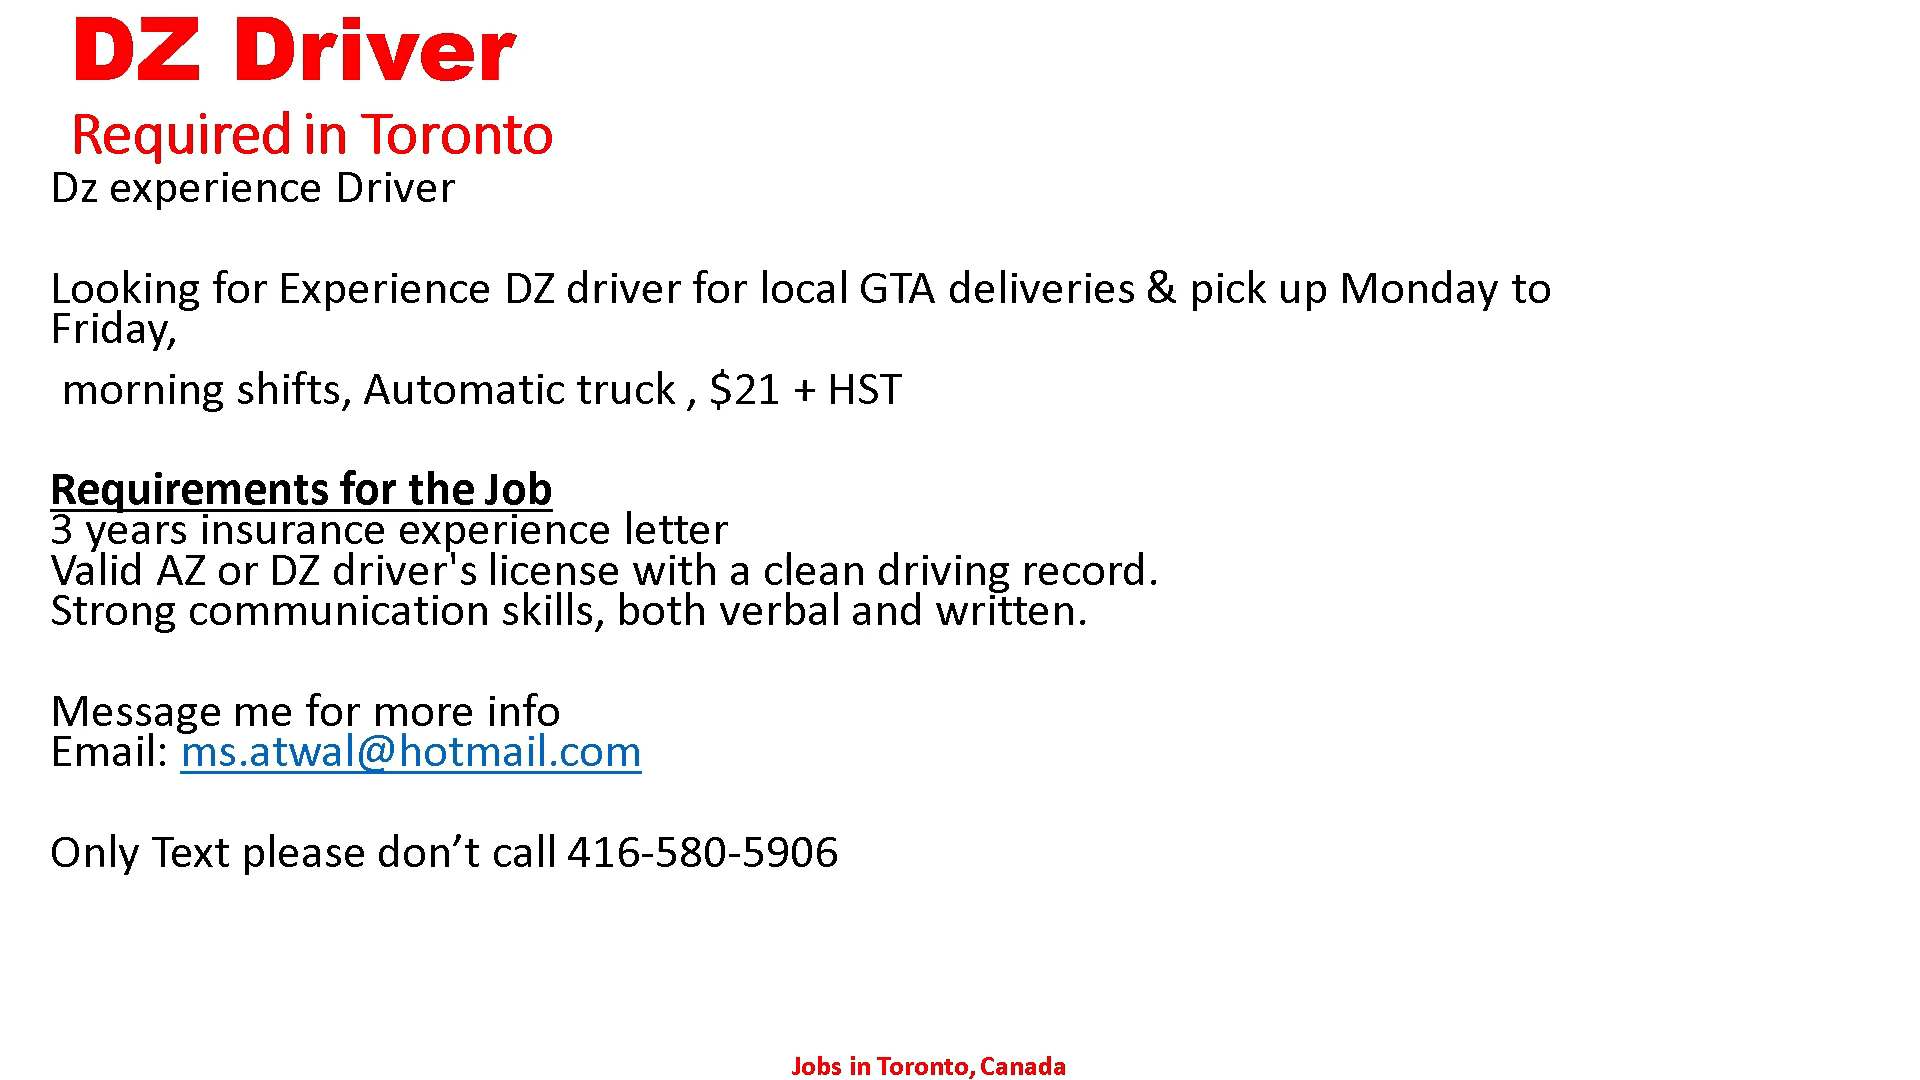 DZ Driver
Required in Toronto
Dz experience Driver
Looking for Experience DZ driver for local GTA deliveries & pick up Monday to
Friday,
morning shifts, Automatic truck , $21 + HST
Requirements for the Job
3 years insurance experience letter
Valid AZ or DZ driver's license with a clean driving record.
Strong communication skills, both verbal and written.
Message me for more info
Email: ms.atwal@hotmail.com
Only Text please don’t call 416-580-5906
Jobs in Toronto, Canada